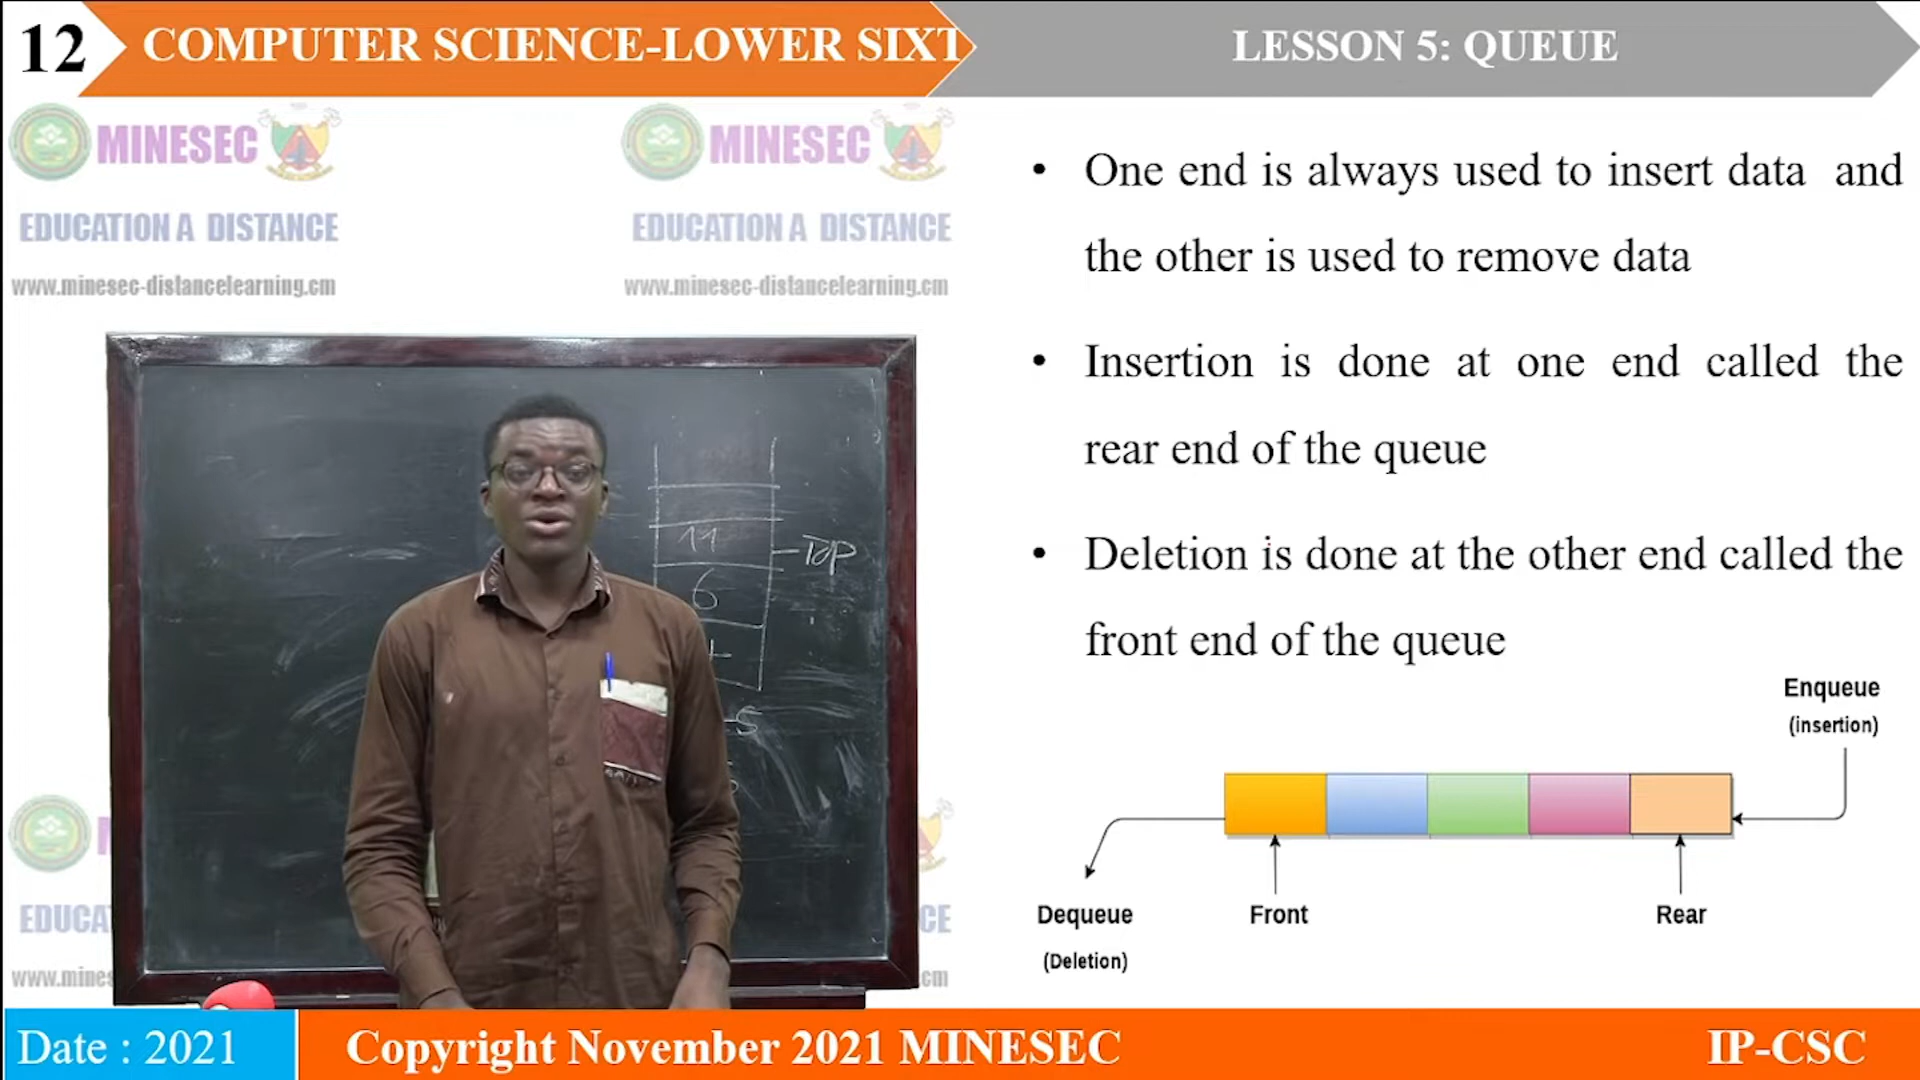 12
COMPUTER SCIENCE-LOWER SIXT
LESSON 5: QUEUE
MINESEC
MINESEC
EDUCATION A DISTANCE
EDUCATION A DISTANCE
www.minesec-distancelearning.cm
www.minesec-distancelearning.cm
• One end is always used to insert data and
the other is used to remove data
• Insertion is done at one end called the
rear end of the queue
• Deletion is done at the other end called the
front end of the queue
11
Top
6
Enqueue
(insertion)
Dequeue
(Deletion)
Front
Rear
Date : 2021
Copyright November 2021 MINESEC
IP-CSC